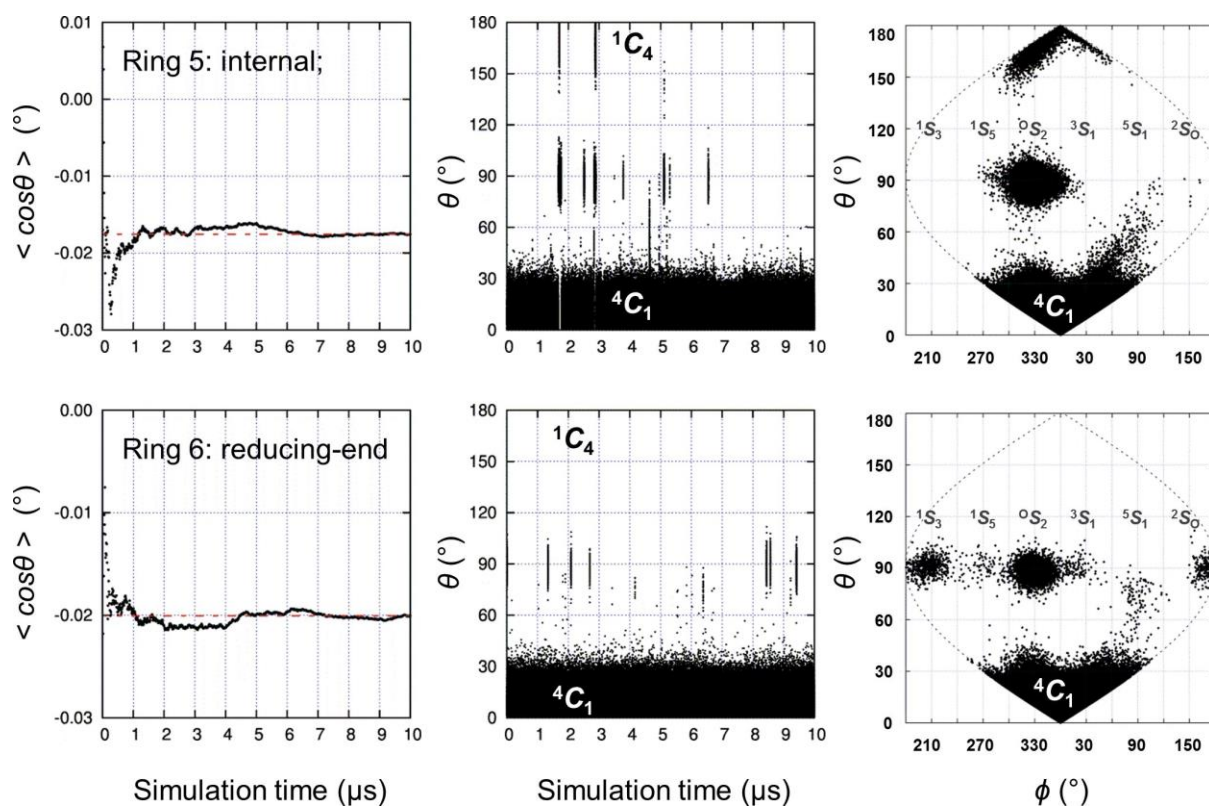 Ring 5: internal;
< cosθ > (°)
0.01
0.00
-0.01
-0.02
-0.03
0 1 2 3 4 5 6 7 8 9 10
θ (°)
180
150
120
90
60
30
0
¹C₄
⁴C₁
0 1 2 3 4 5 6 7 8 9 10
θ (°)
180
150
120
90
60
30
0
¹S₃ ¹S₅ ᴼS₂ ³S₁ ⁵S₁ ²Sₒ
⁴C₁
210 270 330 30 90 150
Ring 6: reducing-end
< cosθ > (°)
0.00
-0.01
-0.02
-0.03
0 1 2 3 4 5 6 7 8 9 10
Simulation time (µs)
θ (°)
180
150
120
90
60
30
0
¹C₄
⁴C₁
0 1 2 3 4 5 6 7 8 9 10
Simulation time (µs)
θ (°)
180
150
120
90
60
30
0
¹S₃ ¹S₅ ᴼS₂ ³S₁ ⁵S₁ ²Sₒ
⁴C₁
210 270 330 30 90 150
ϕ (°)